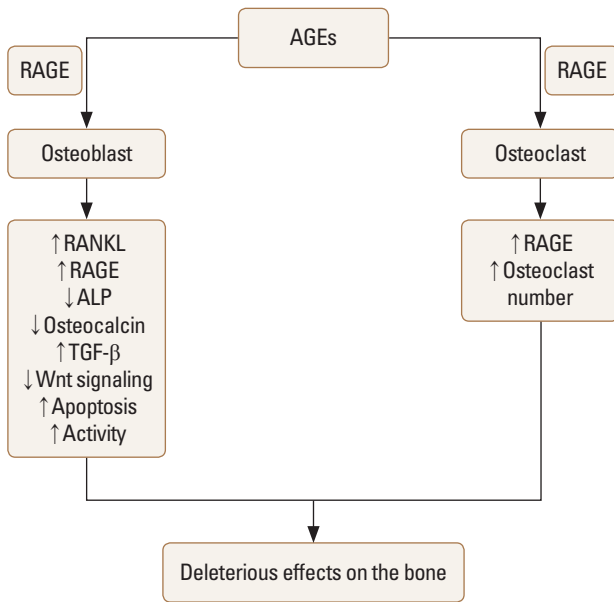 AGEs
RAGE
RAGE
Osteoblast
Osteoclast
↑RANKL
↑RAGE
↓ALP
↓Osteocalcin
↑TGF-β
↓Wnt signaling
↑Apoptosis
↑Activity
↑RAGE
↑Osteoclast
number
Deleterious effects on the bone